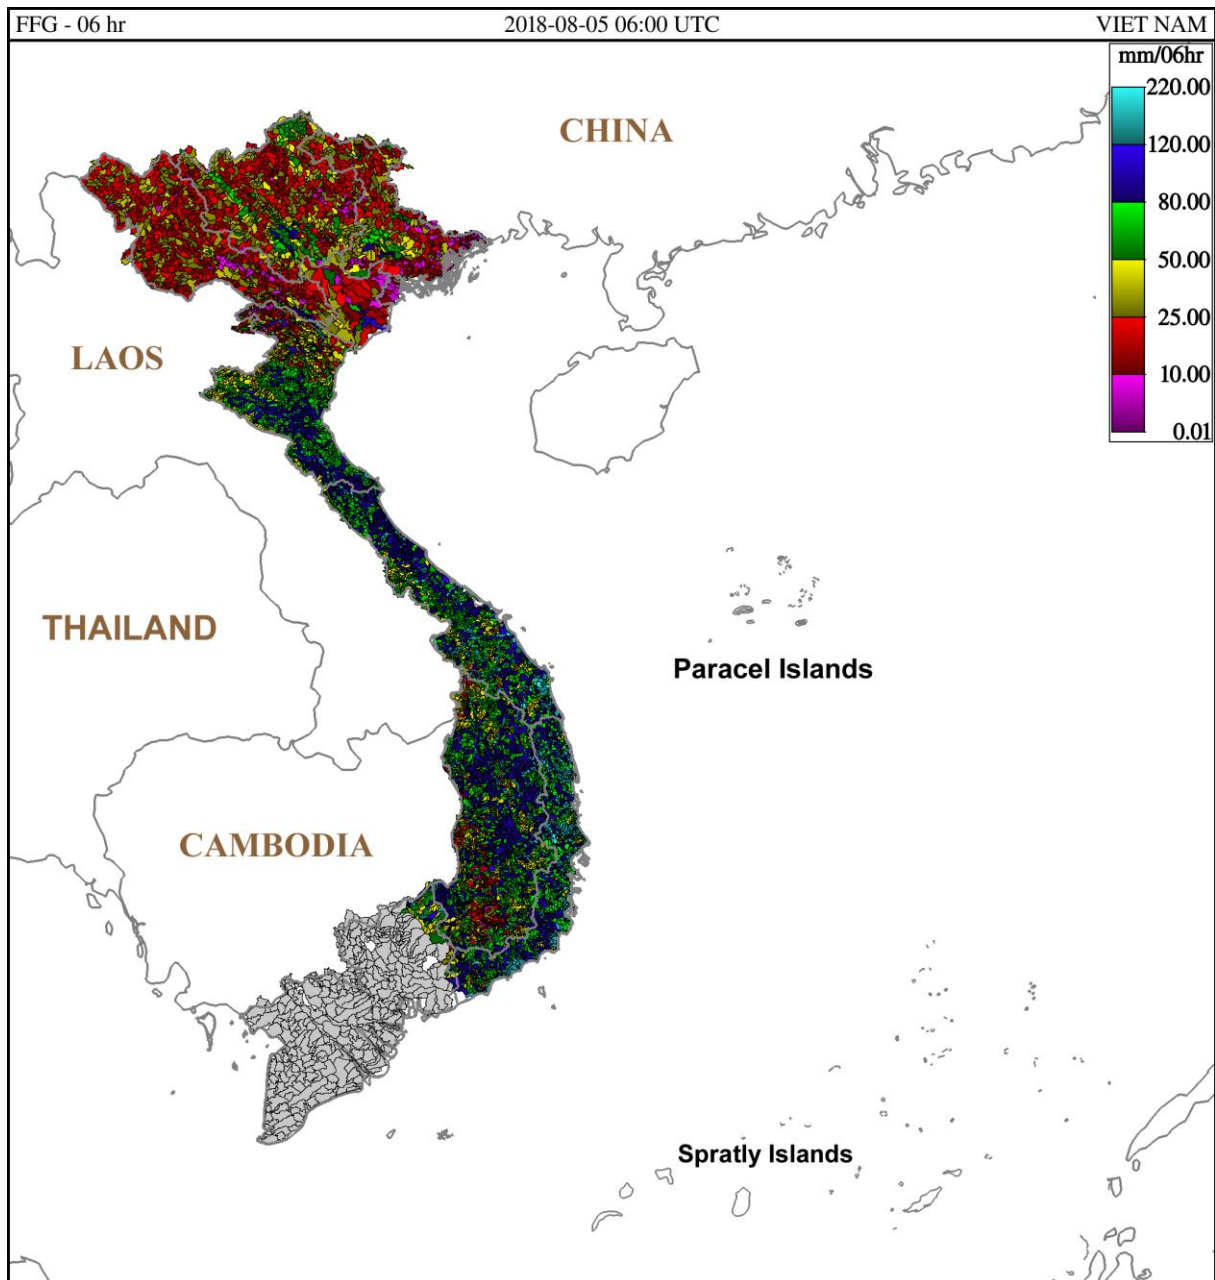 FFG - 06 hr 2018-08-05 06:00 UTC VIET NAM
mm/06hr
220.00
CHINA
120.00
80.00
50.00
25.00
LAOS
10.00
0.01
THAILAND
Paracel Islands
CAMBODIA
Spratly Islands